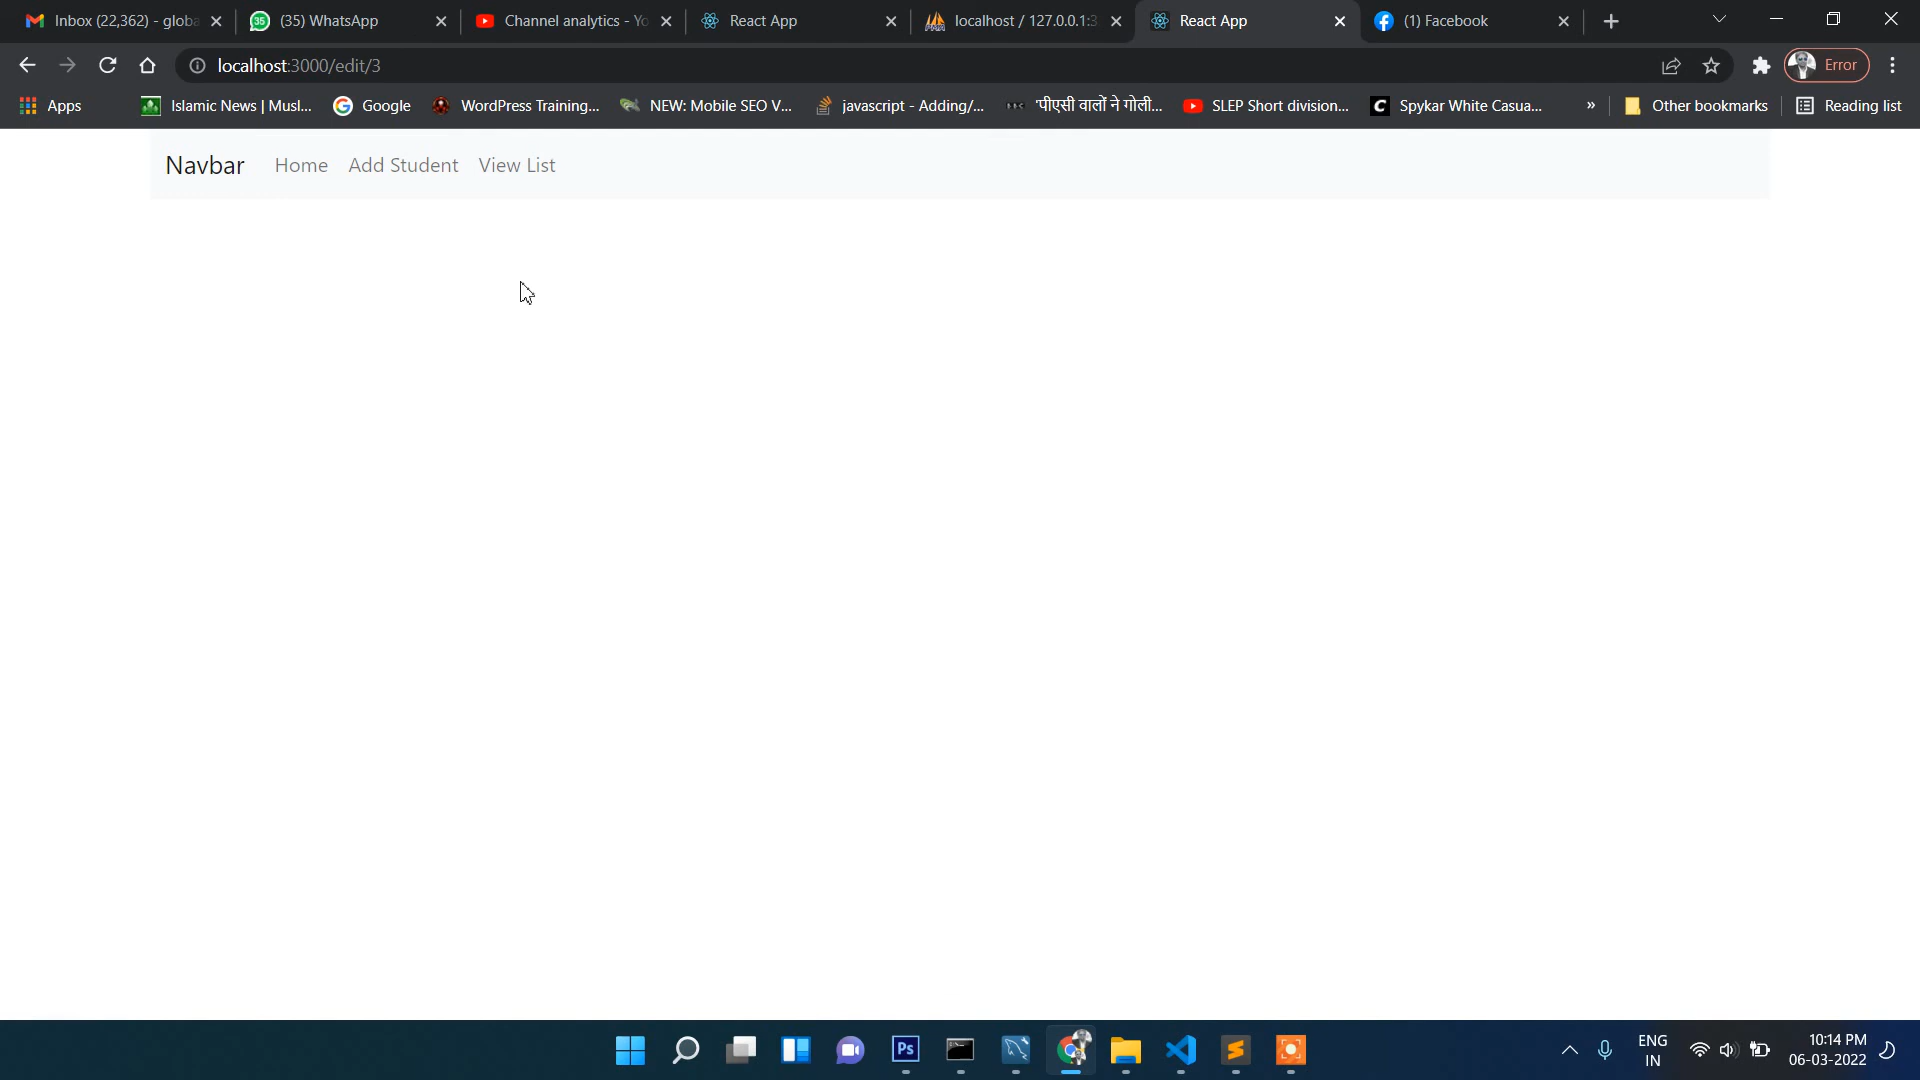 Inbox (22,362) - globa
(35) WhatsApp
Channel analytics - Yo
React App
localhost / 127.0.0.1:3
React App
(1) Facebook
localhost:3000/edit/3
Error
Apps
Islamic News | Musl...
Google
WordPress Training...
NEW: Mobile SEO V...
javascript - Adding/...
'पीएसी वालों ने गोली...
SLEP Short division...
Spykar White Casua...
»
Other bookmarks
Reading list
Navbar
Home
Add Student
View List
Ps
ENG
IN
10:14 PM
06-03-2022